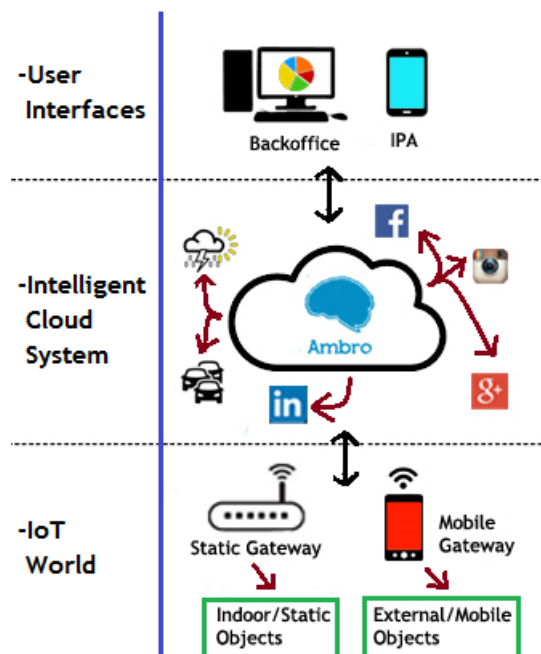 -User
Interfaces
Backoffice
IPA
-Intelligent
Cloud
System
f
Ambro
g+
in
-IoT
World
Static Gateway
Mobile
Gateway
Indoor/Static
Objects
External/Mobile
Objects